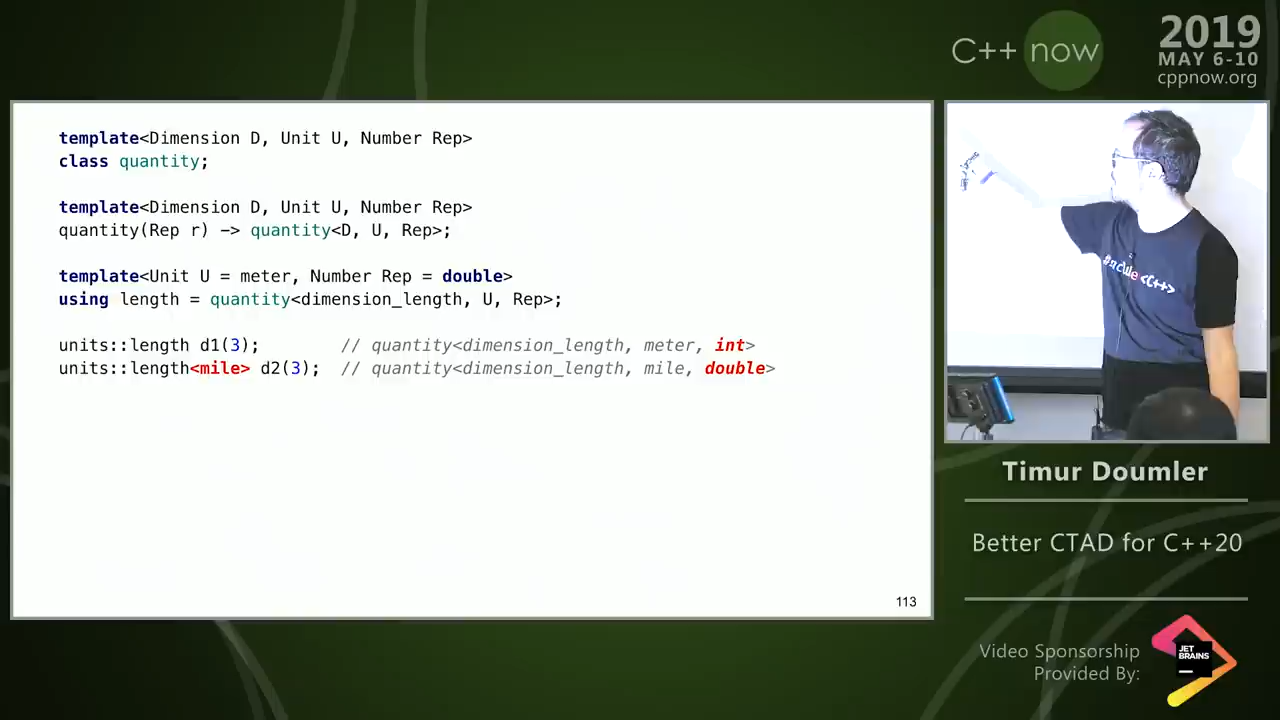 C++ now
2019
MAY 6-10
cppnow.org
template<Dimension D, Unit U, Number Rep>
class quantity;
template<Dimension D, Unit U, Number Rep>
quantity(Rep r) -> quantity<D, U, Rep>;
template<Unit U = meter, Number Rep = double>
using length = quantity<dimension_length, U, Rep>;
units::length d1(3); // quantity<dimension_length, meter, int>
units::length<mile> d2(3); // quantity<dimension_length, mile, double>
113
#include <C++>
Timur Doumler
Better CTAD for C++20
Video Sponsorship
Provided By:
JET
BRAINS